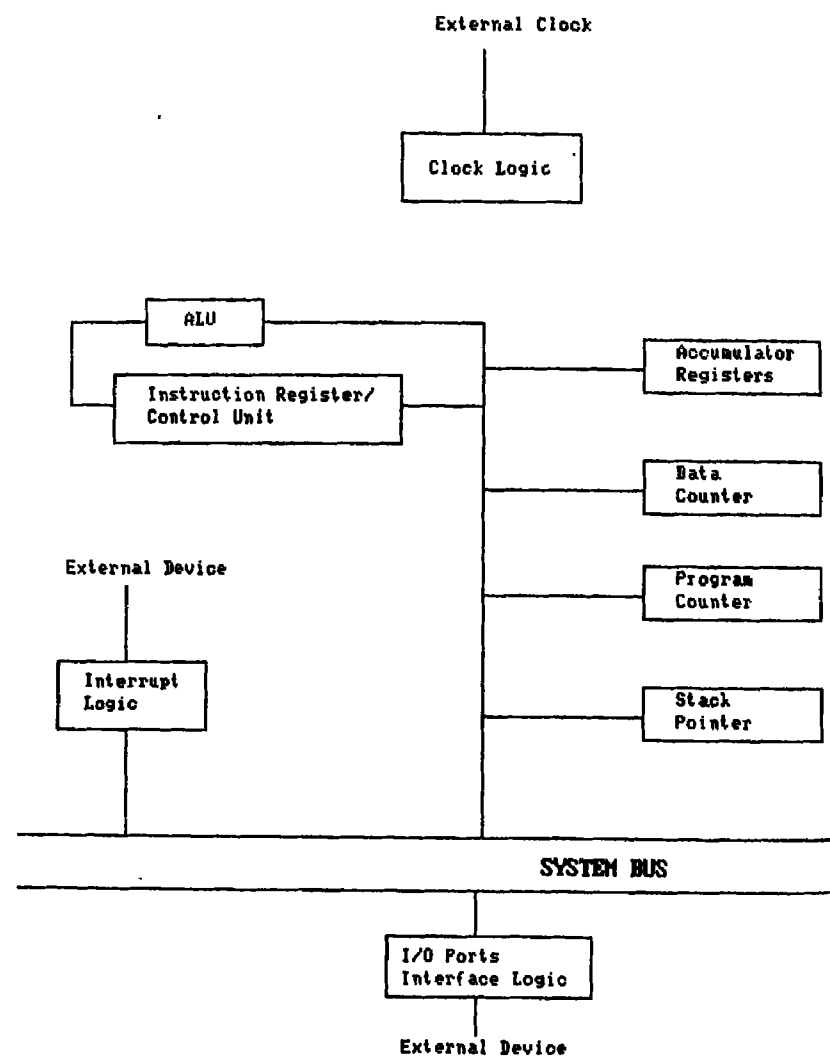 External Clock
Clock Logic
ALU
Accumulator
Registers
Instruction Register/
Control Unit
Data
Counter
External Device
Program
Counter
Interrupt
Logic
Stack
Pointer
SYSTEM BUS
I/O Ports
Interface Logic
External Device